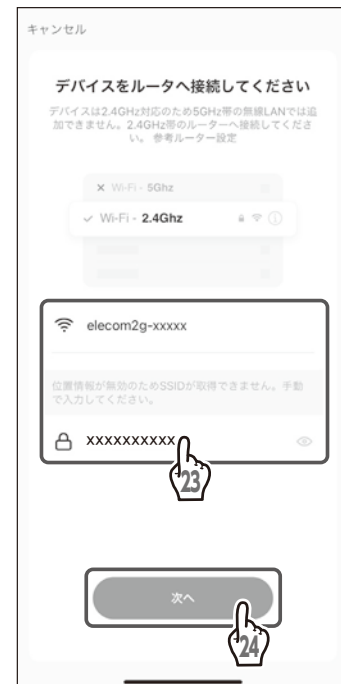 キャンセル
デバイスをルータへ接続してください
デバイスは2.4GHz対応のため5GHz帯の無線LANでは追
加できません。2.4GHz帯のルーターへ接続してくださ
い。 参考ルーター設定
× Wi-Fi - 5Ghz
✓ Wi-Fi - 2.4Ghz
elecom2g-xxxxx
位置情報が無効のためSSIDが取得できません。手動
で入力してください。
xxxxxxxxxx
23
次へ
24